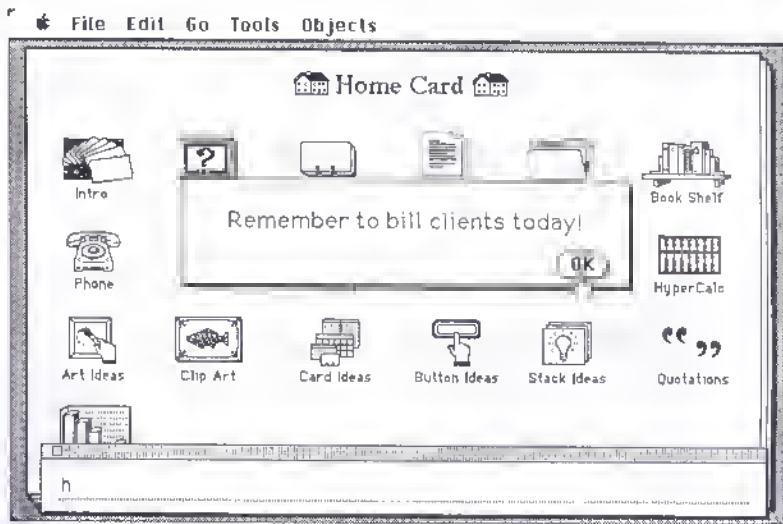 File Edit Go Tools Objects
Home Card
?
Intro
Book Shelf
Remember to bill clients today!
OK
Phone
HyperCalc
Art Ideas
Clip Art
Card Ideas
Button Ideas
Stack Ideas
Quotations
h